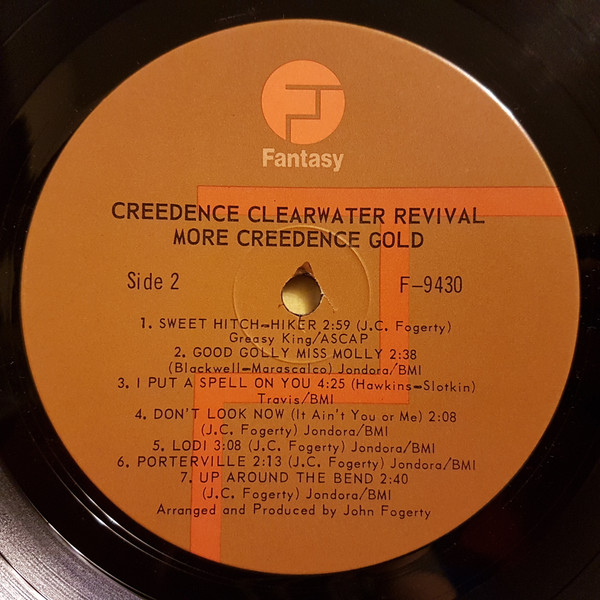 Fantasy
CREEDENCE CLEARWATER REVIVAL
MORE CREEDENCE GOLD
Side 2
F-9430
1. SWEET HITCH-HIKER 2:59 (J.C. Fogerty)
Greasy King/ASCAP
2. GOOD GOLLY MISS MOLLY 2:38
(Blackwell-Marascalco) Jondora/BMI
3. I PUT A SPELL ON YOU 4:25 (Hawkins-Slotkin)
Travis/BMI
4. DON'T LOOK NOW (It Ain't You or Me) 2:08
(J.C. Fogerty) Jondora/BMI
5. LODI 3:08 (J.C. Fogerty) Jondora/BMI
6. PORTERVILLE 2:13 (J.C. Fogerty) Jondora/BMI
7. UP AROUND THE BEND 2:40
(J.C. Fogerty) Jondora/BMI
Arranged and Produced by John Fogerty